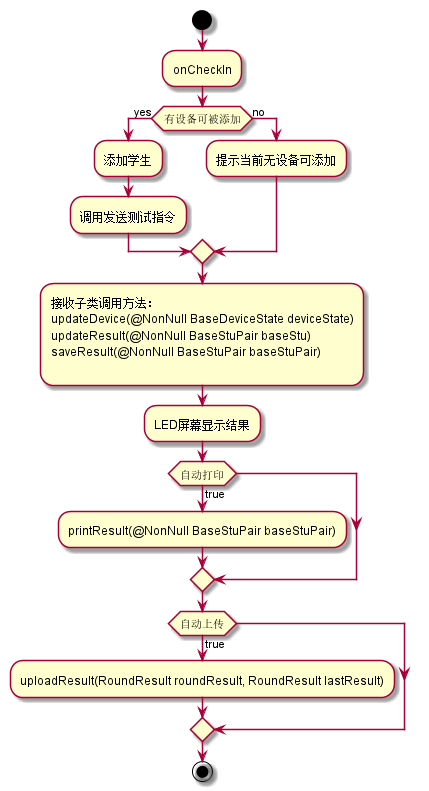 onCheckIn
有设备可被添加
yes
no
添加学生
提示当前无设备可添加
调用发送测试指令
接收子类调用方法：
updateDevice(@NonNull BaseDeviceState deviceState)
updateResult(@NonNull BaseStuPair baseStu)
saveResult(@NonNull BaseStuPair baseStuPair)
LED屏幕显示结果
自动打印
true
printResult(@NonNull BaseStuPair baseStuPair)
自动上传
true
uploadResult(RoundResult roundResult, RoundResult lastResult)